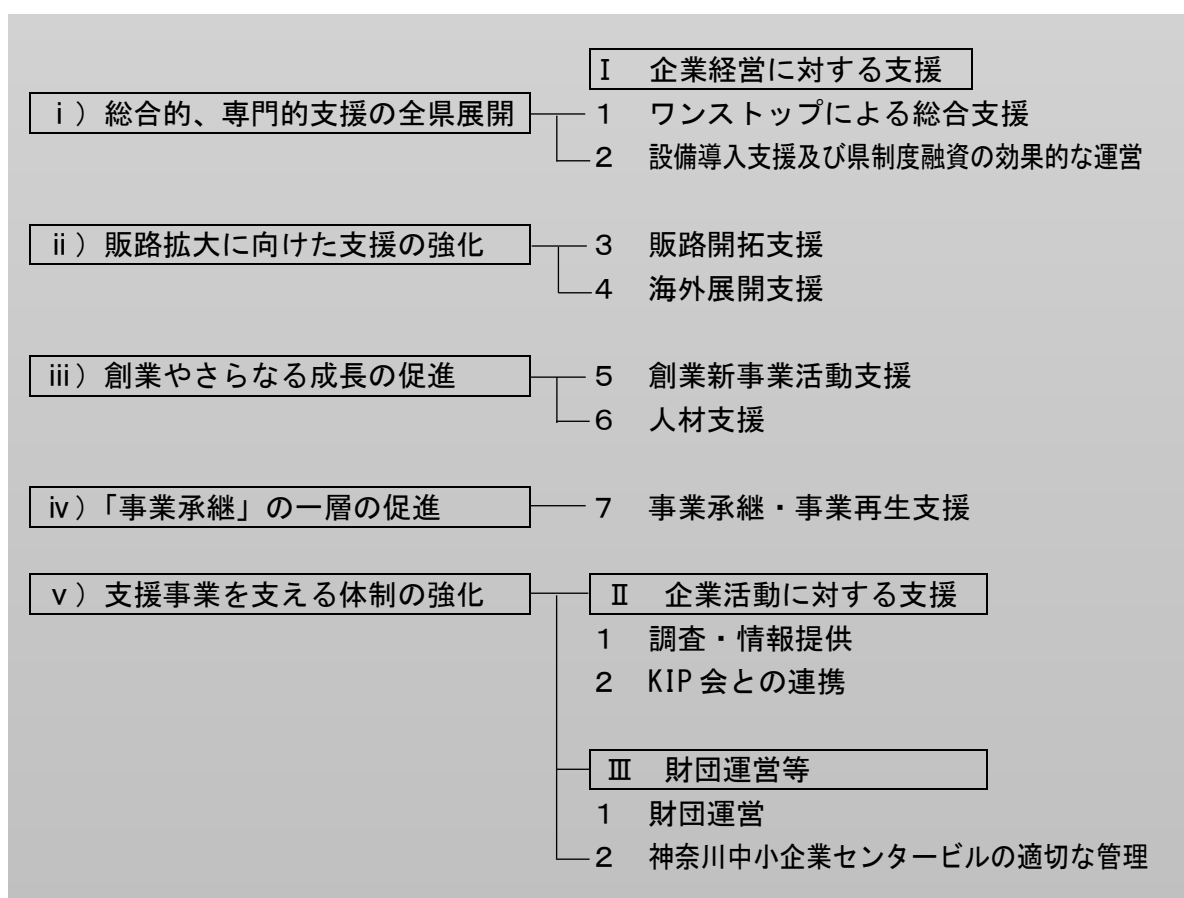 Ⅰ 企業経営に対する支援
ⅰ）総合的、専門的支援の全県展開 1 ワンストップによる総合支援
2 設備導入支援及び県制度融資の効果的な運営
ⅱ）販路拡大に向けた支援の強化 3 販路開拓支援
4 海外展開支援
ⅲ）創業やさらなる成長の促進 5 創業新事業活動支援
6 人材支援
ⅳ）「事業承継」の一層の促進 7 事業承継・事業再生支援
ⅴ）支援事業を支える体制の強化 Ⅱ 企業活動に対する支援
1 調査・情報提供
2 KIP会との連携
Ⅲ 財団運営等
1 財団運営
2 神奈川中小企業センタービルの適切な管理